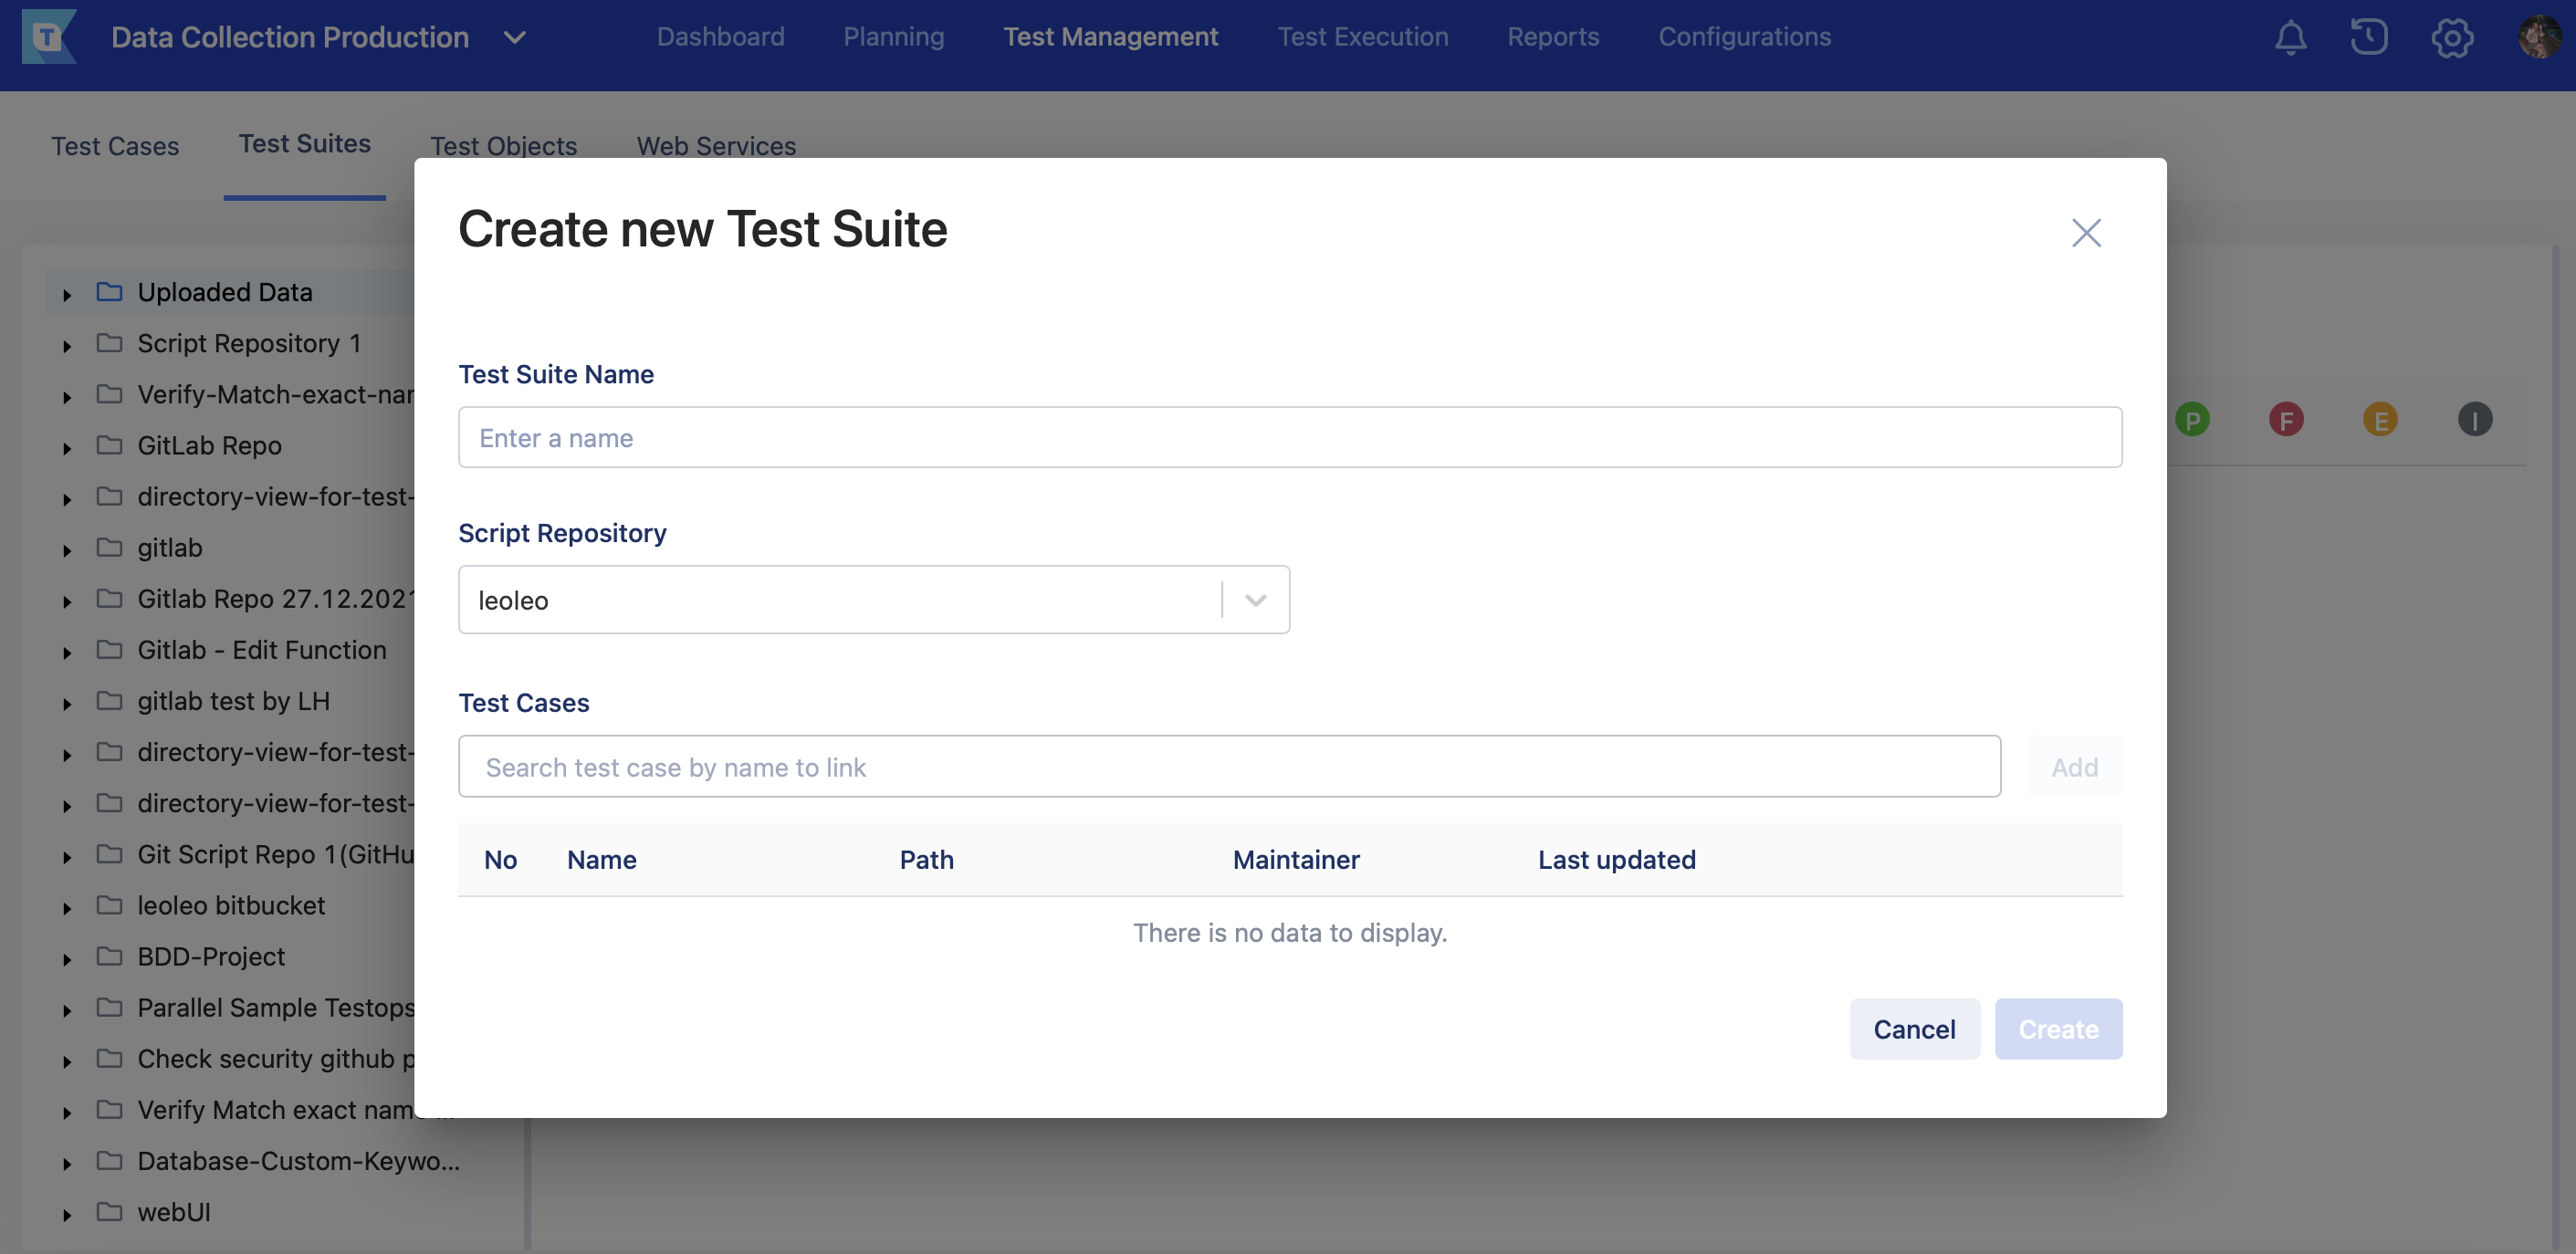 T
Data Collection Production
Dashboard
Planning
Test Management
Test Execution
Reports
Configurations
Test Cases
Test Suites
Test Objects
Web Services
Uploaded Data
Script Repository 1
Verify-Match-exact-nar
GitLab Repo
directory-view-for-test-
gitlab
Gitlab Repo 27.12.2021
Gitlab - Edit Function
gitlab test by LH
directory-view-for-test-
directory-view-for-test-
Git Script Repo 1(GitHu
leoleo bitbucket
BDD-Project
Parallel Sample Testops
Check security github p
Verify Match exact name ...
Database-Custom-Keywo...
webUI
Create new Test Suite
Test Suite Name
Enter a name
Script Repository
leoleo
Test Cases
Search test case by name to link
Add
No Name Path Maintainer Last updated
There is no data to display.
Cancel
Create
P F E I